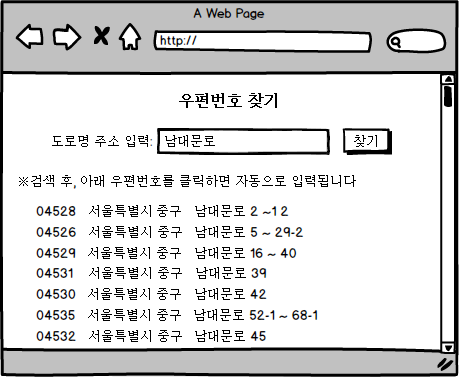 A Web Page
http://
우편번호 찾기
도로명 주소 입력: 남대문로 찾기
※검색 후, 아래 우편번호를 클릭하면 자동으로 입력됩니다
04528 서울특별시 중구 남대문로 2 ~12
04526 서울특별시 중구 남대문로 5 ~ 29-2
04529 서울특별시 중구 남대문로 16 ~ 40
04531 서울특별시 중구 남대문로 39
04530 서울특별시 중구 남대문로 42
04535 서울특별시 중구 남대문로 52-1 ~ 68-1
04532 서울특별시 중구 남대문로 45